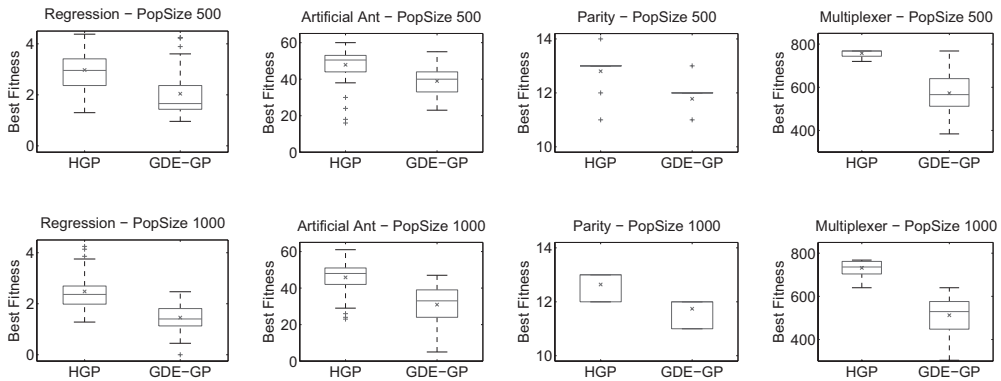 Regression − PopSize 500
Best Fitness
4
2
0
HGP GDE−GP
Artificial Ant − PopSize 500
Best Fitness
60
40
20
0
HGP GDE−GP
Parity − PopSize 500
Best Fitness
14
12
10
HGP GDE−GP
Multiplexer − PopSize 500
Best Fitness
800
600
400
HGP GDE−GP
Regression − PopSize 1000
Best Fitness
4
2
0
HGP GDE−GP
Artificial Ant − PopSize 1000
Best Fitness
60
40
20
0
HGP GDE−GP
Parity − PopSize 1000
Best Fitness
14
12
10
HGP GDE−GP
Multiplexer − PopSize 1000
Best Fitness
800
600
400
HGP GDE−GP